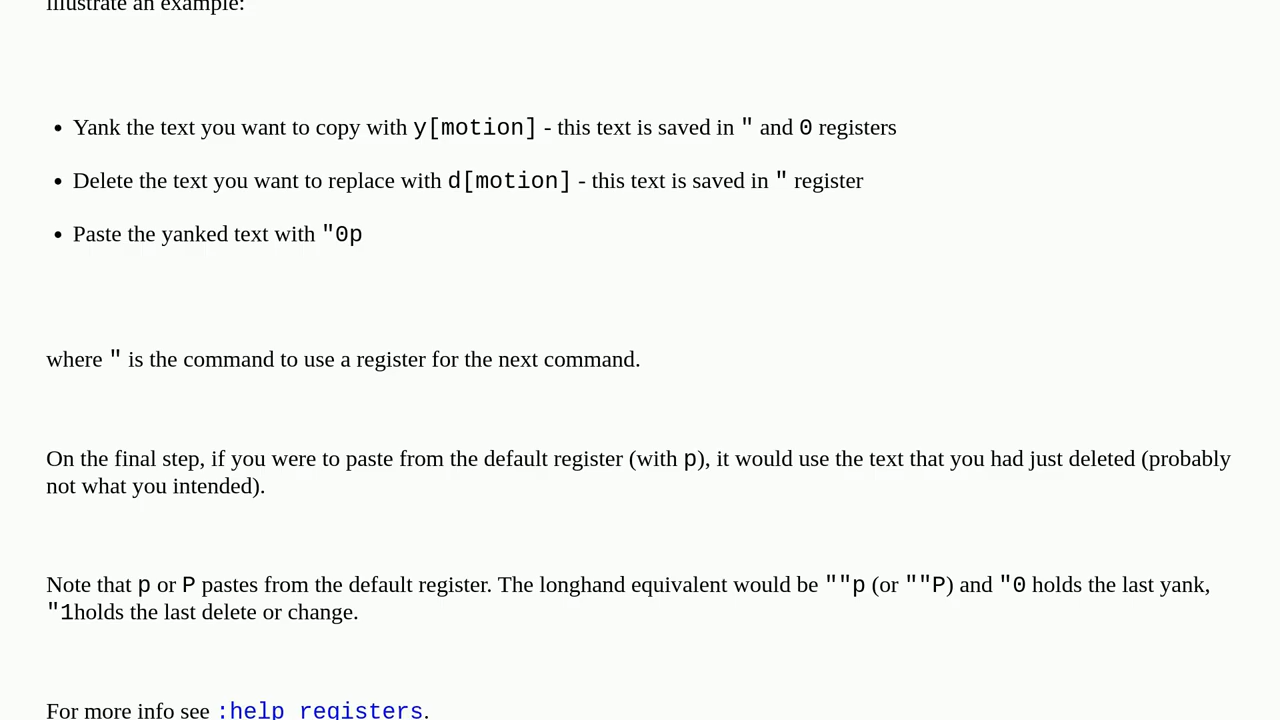 illustrate an example:
• Yank the text you want to copy with y[motion] - this text is saved in " and 0 registers
• Delete the text you want to replace with d[motion] - this text is saved in " register
• Paste the yanked text with "0p
where " is the command to use a register for the next command.
On the final step, if you were to paste from the default register (with p), it would use the text that you had just deleted (probably
not what you intended).
Note that p or P pastes from the default register. The longhand equivalent would be ""p (or ""P) and "0 holds the last yank,
"1holds the last delete or change.
For more info see :help registers.